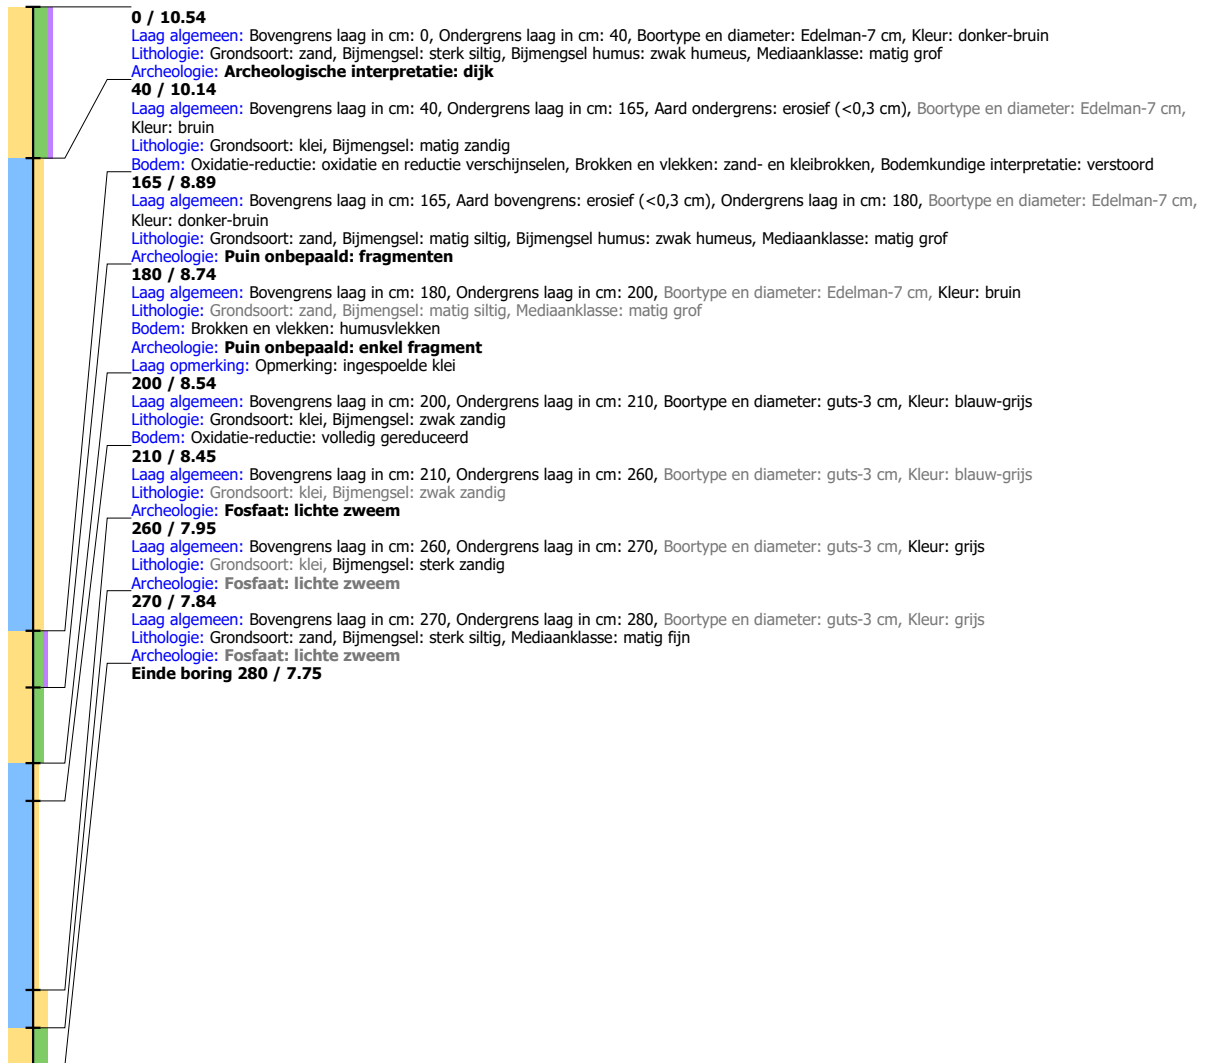 0 / 10.54
Laag algemeen: Bovengrens laag in cm: 0, Ondergrens laag in cm: 40, Boortype en diameter: Edelman-7 cm, Kleur: donker-bruin
Lithologie: Grondsoort: zand, Bijmengsel: sterk siltig, Bijmengsel humus: zwak humeus, Mediaanklasse: matig grof
Archeologie: Archeologische interpretatie: dijk
40 / 10.14
Laag algemeen: Bovengrens laag in cm: 40, Ondergrens laag in cm: 165, Aard ondergrens: erosief (<0,3 cm), Boortype en diameter: Edelman-7 cm,
Kleur: bruin
Lithologie: Grondsoort: klei, Bijmengsel: matig zandig
Bodem: Oxidatie-reductie: oxidatie en reductie verschijnselen, Brokken en vlekken: zand- en kleibrokken, Bodemkundige interpretatie: verstoord
165 / 8.89
Laag algemeen: Bovengrens laag in cm: 165, Aard bovengrens: erosief (<0,3 cm), Ondergrens laag in cm: 180, Boortype en diameter: Edelman-7 cm,
Kleur: donker-bruin
Lithologie: Grondsoort: zand, Bijmengsel: matig siltig, Bijmengsel humus: zwak humeus, Mediaanklasse: matig grof
Archeologie: Puin onbepaald: fragmenten
180 / 8.74
Laag algemeen: Bovengrens laag in cm: 180, Ondergrens laag in cm: 200, Boortype en diameter: Edelman-7 cm, Kleur: bruin
Lithologie: Grondsoort: zand, Bijmengsel: matig siltig, Mediaanklasse: matig grof
Bodem: Brokken en vlekken: humusvlekken
Archeologie: Puin onbepaald: enkel fragment
Laag opmerking: Opmerking: ingespoelde klei
200 / 8.54
Laag algemeen: Bovengrens laag in cm: 200, Ondergrens laag in cm: 210, Boortype en diameter: guts-3 cm, Kleur: blauw-grijs
Lithologie: Grondsoort: klei, Bijmengsel: zwak zandig
Bodem: Oxidatie-reductie: volledig gereduceerd
210 / 8.45
Laag algemeen: Bovengrens laag in cm: 210, Ondergrens laag in cm: 260, Boortype en diameter: guts-3 cm, Kleur: blauw-grijs
Lithologie: Grondsoort: klei, Bijmengsel: zwak zandig
Archeologie: Fosfaat: lichte zweem
260 / 7.95
Laag algemeen: Bovengrens laag in cm: 260, Ondergrens laag in cm: 270, Boortype en diameter: guts-3 cm, Kleur: grijs
Lithologie: Grondsoort: klei, Bijmengsel: sterk zandig
Archeologie: Fosfaat: lichte zweem
270 / 7.84
Laag algemeen: Bovengrens laag in cm: 270, Ondergrens laag in cm: 280, Boortype en diameter: guts-3 cm, Kleur: grijs
Lithologie: Grondsoort: zand, Bijmengsel: sterk siltig, Mediaanklasse: matig fijn
Archeologie: Fosfaat: lichte zweem
Einde boring 280 / 7.75